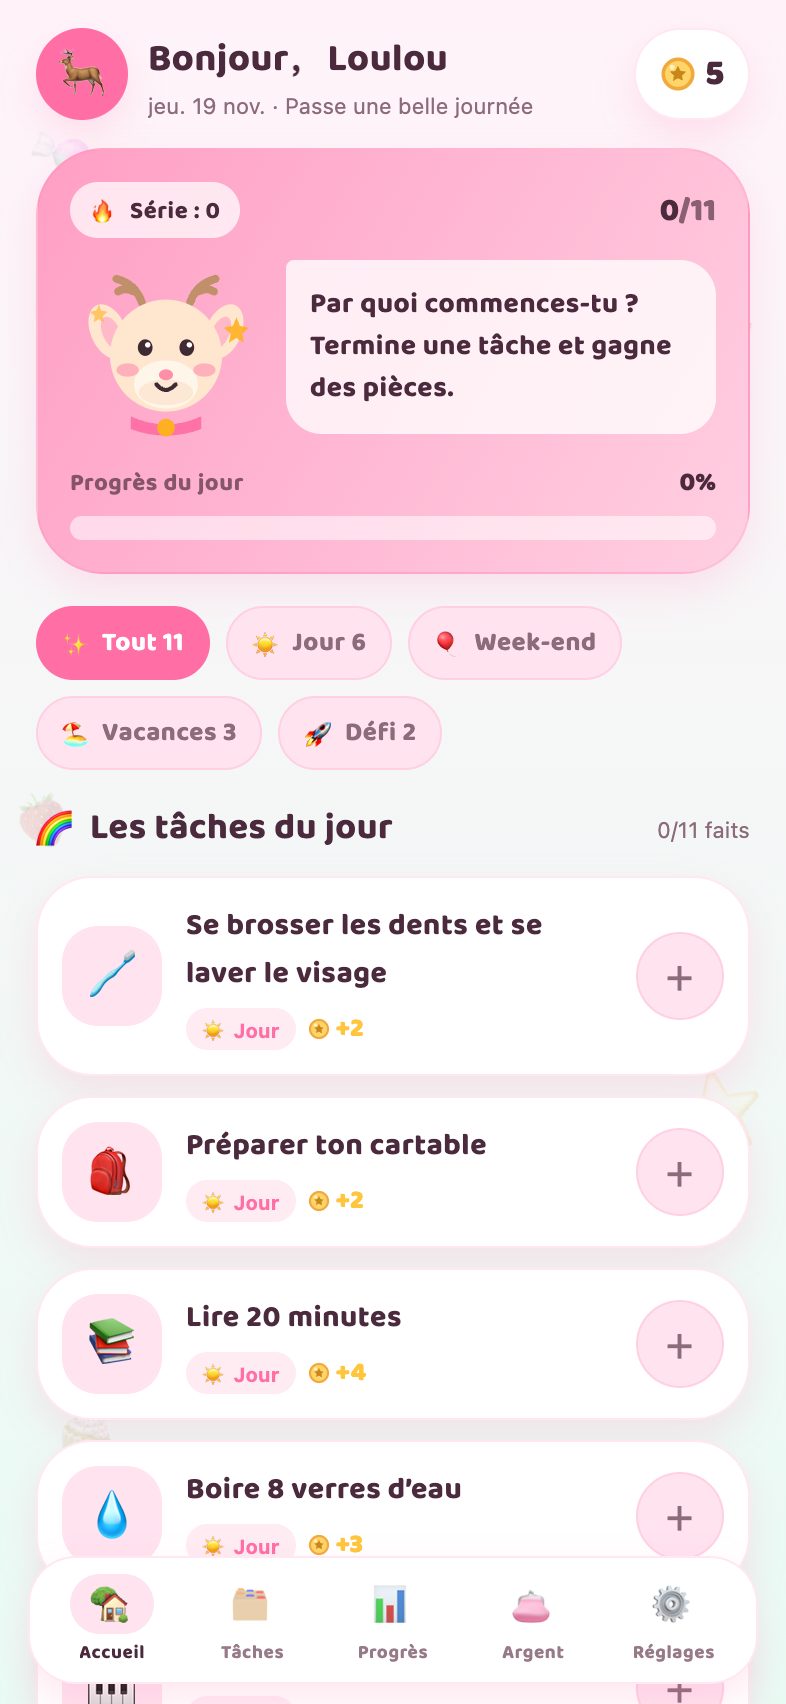 Bonjour, Loulou
jeu. 19 nov. · Passe une belle journée
5
Série : 0
0/11
Par quoi commences-tu ?
Termine une tâche et gagne
des pièces.
Progrès du jour
0%
Tout 11
Jour 6
Week-end
Vacances 3
Défi 2
Les tâches du jour
0/11 faits
Se brosser les dents et se
laver le visage
Jour +2
Préparer ton cartable
Jour +2
Lire 20 minutes
Jour +4
Boire 8 verres d'eau
Jour +3
Accueil
Tâches
Progrès
Argent
Réglages